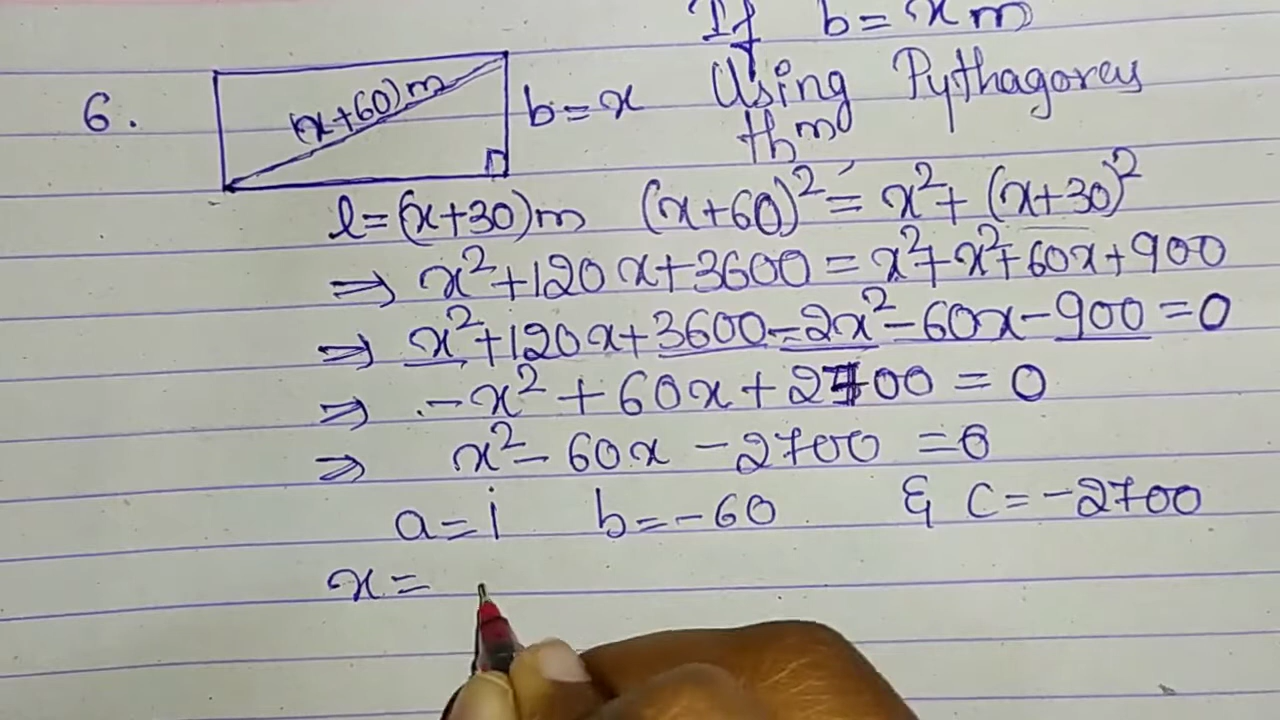 If b = x m
6. (x+60)m b = x Using Pythagores
thm
l = (x+30)m (x+60)² = x² + (x+30)²
⇒ x² + 120x + 3600 = x² + x² + 60x + 900
⇒ x² + 120x + 3600 - 2x² - 60x - 900 = 0
⇒ -x² + 60x + 2700 = 0
⇒ x² - 60x - 2700 = 0
a = 1 b = -60 & c = -2700
x =